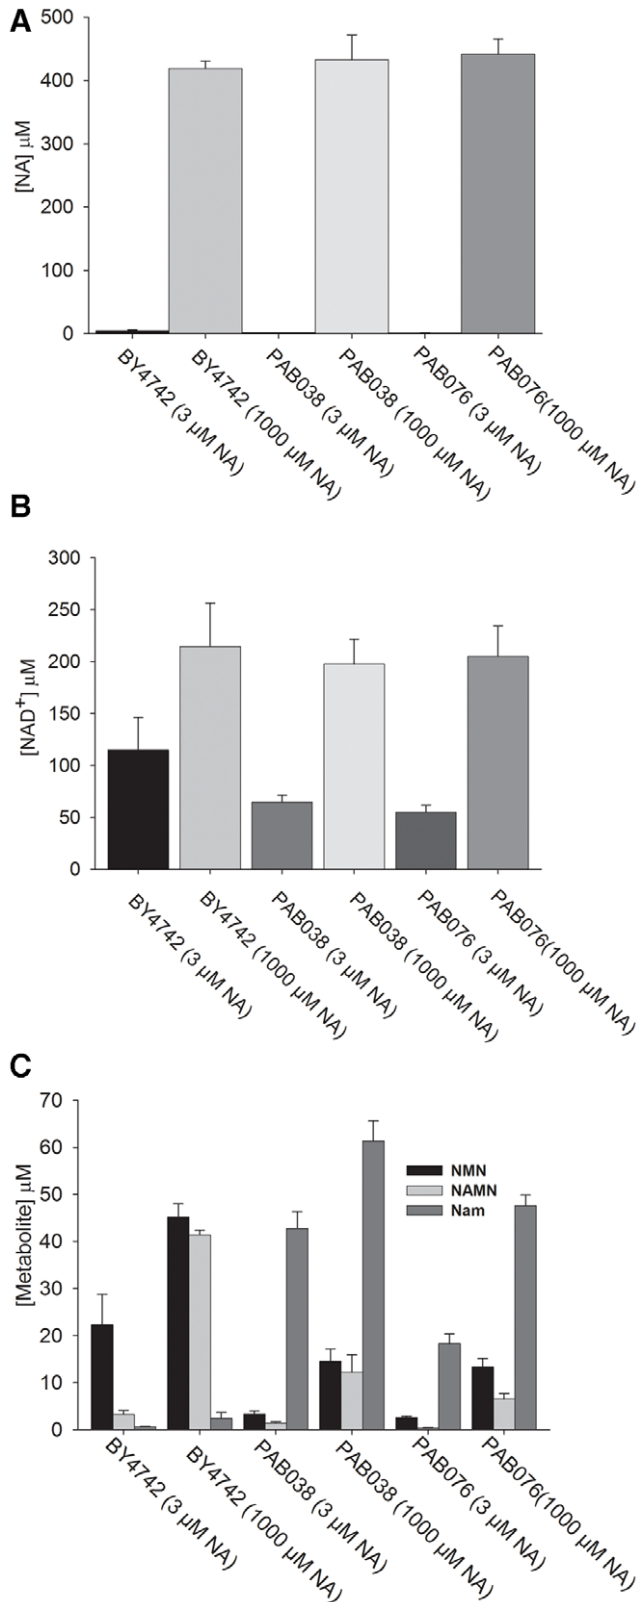 A
500
400
300
200
100
0
[NA] µM
BY4742 (3 µM NA)
BY4742 (1000 µM NA)
PAB038 (3 µM NA)
PAB038 (1000 µM NA)
PAB076 (3 µM NA)
PAB076(1000 µM NA)
B
300
250
200
150
100
50
0
[NAD+] µM
BY4742 (3 µM NA)
BY4742 (1000 µM NA)
PAB038 (3 µM NA)
PAB038 (1000 µM NA)
PAB076 (3 µM NA)
PAB076(1000 µM NA)
C
70
60
50
40
30
20
10
0
[Metabolite] µM
NMN
NAMN
Nam
BY4742 (3 µM NA)
BY4742 (1000 µM NA)
PAB038 (3 µM NA)
PAB038 (1000 µM NA)
PAB076 (3 µM NA)
PAB076(1000 µM NA)